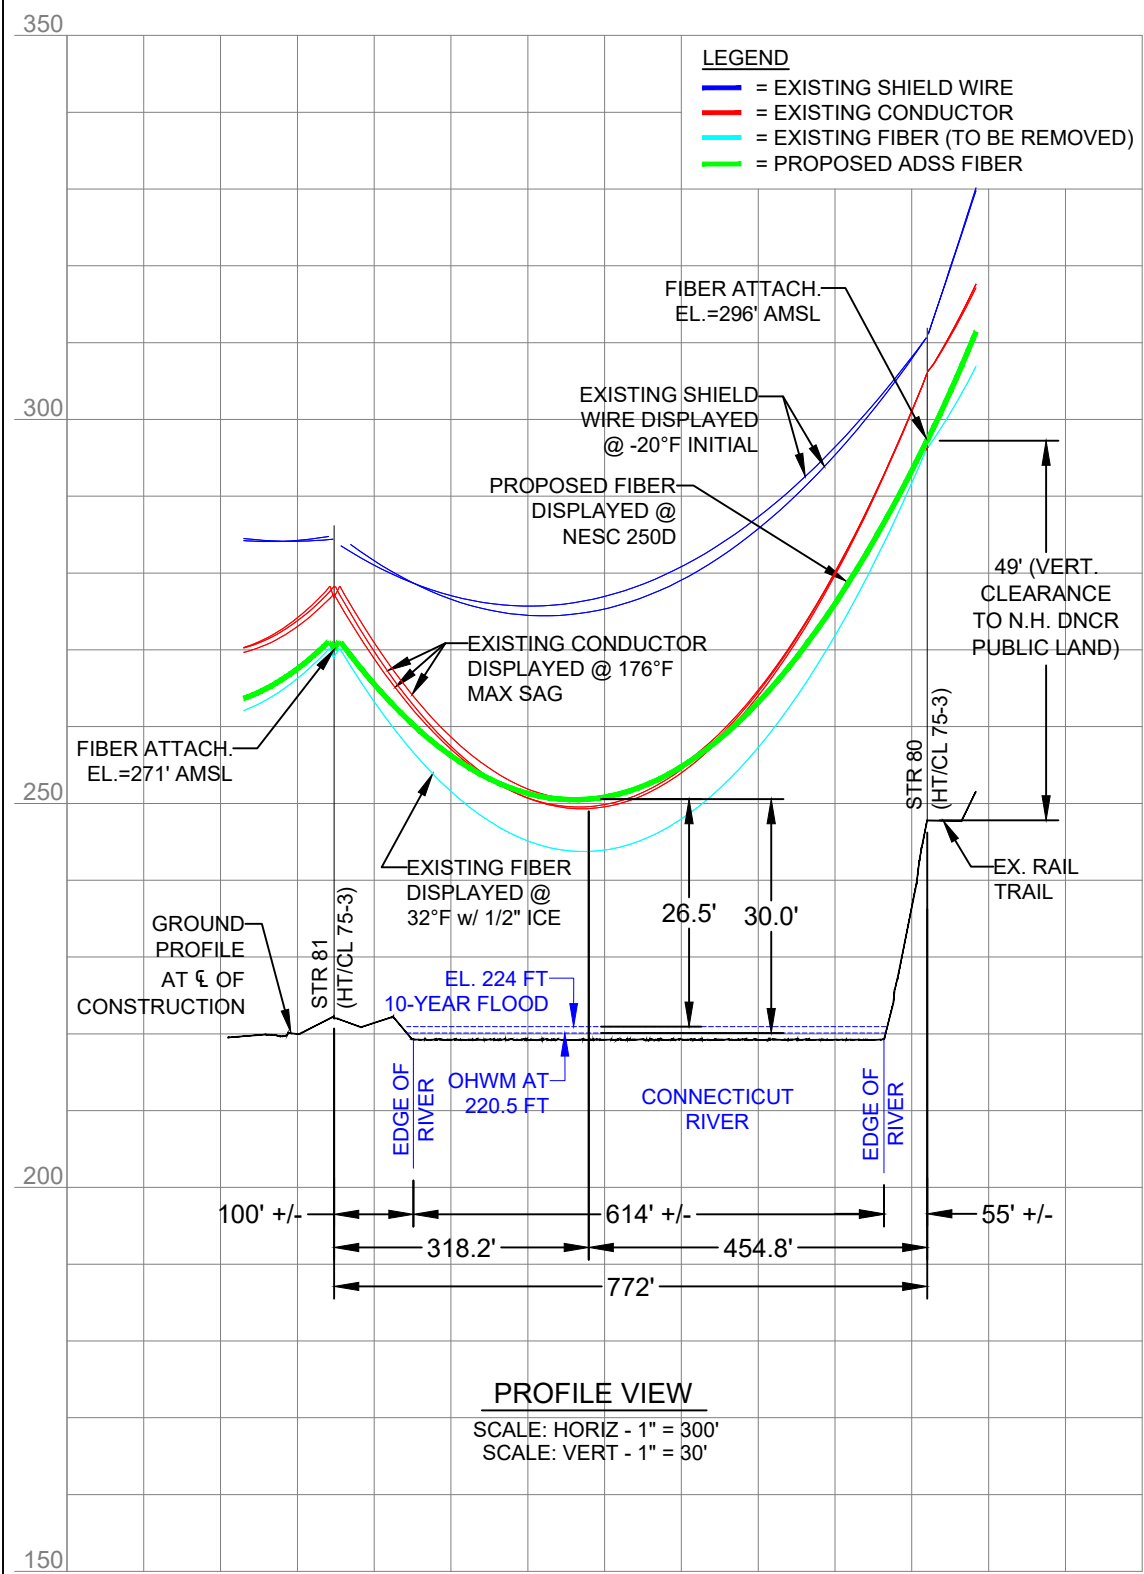 350
LEGEND
= EXISTING SHIELD WIRE
= EXISTING CONDUCTOR
= EXISTING FIBER (TO BE REMOVED)
= PROPOSED ADSS FIBER
FIBER ATTACH.
EL.=296' AMSL
300
EXISTING SHIELD
WIRE DISPLAYED
@ -20°F INITIAL
PROPOSED FIBER
DISPLAYED @
NESC 250D
49' (VERT.
CLEARANCE
TO N.H. DNCR
PUBLIC LAND)
EXISTING CONDUCTOR
DISPLAYED @ 176°F
MAX SAG
FIBER ATTACH.
EL.=271' AMSL
250
STR 80
(HT/CL 75-3)
EXISTING FIBER
DISPLAYED @
32°F w/ 1/2" ICE
EX. RAIL
TRAIL
26.5'
30.0'
GROUND
PROFILE
AT ℄ OF
CONSTRUCTION
STR 81
(HT/CL 75-3)
EL. 224 FT
10-YEAR FLOOD
OHWM AT
220.5 FT
EDGE OF
RIVER
CONNECTICUT
RIVER
EDGE OF
RIVER
200
100' +/-
614' +/-
55' +/-
318.2'
454.8'
772'
PROFILE VIEW
SCALE: HORIZ - 1" = 300'
SCALE: VERT - 1" = 30'
150